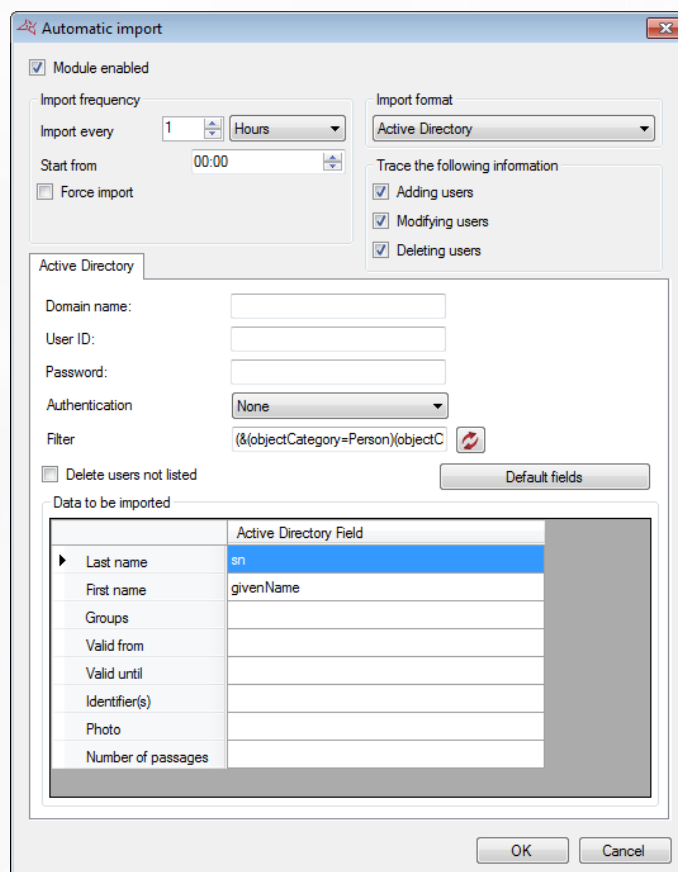 Automatic import
Module enabled
Import frequency
Import every 1 Hours
Start from 00:00
Force import
Import format
Active Directory
Trace the following information
Adding users
Modifying users
Deleting users
Active Directory
Domain name:
User ID:
Password:
Authentication None
Filter (&(objectCategory=Person)(objectC
Delete users not listed Default fields
Data to be imported
Active Directory Field
Last name sn
First name givenName
Groups
Valid from
Valid until
Identifier(s)
Photo
Number of passages
OK Cancel